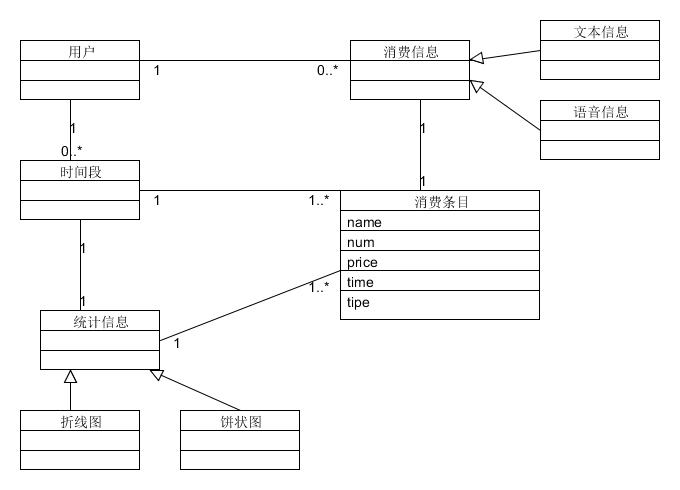 文本信息
用户
消费信息
1
0..*
语音信息
1
0..*
1
时间段
1
1
1..*
消费条目
name
num
price
time
tipe
1
1
1..*
统计信息
1
折线图
饼状图